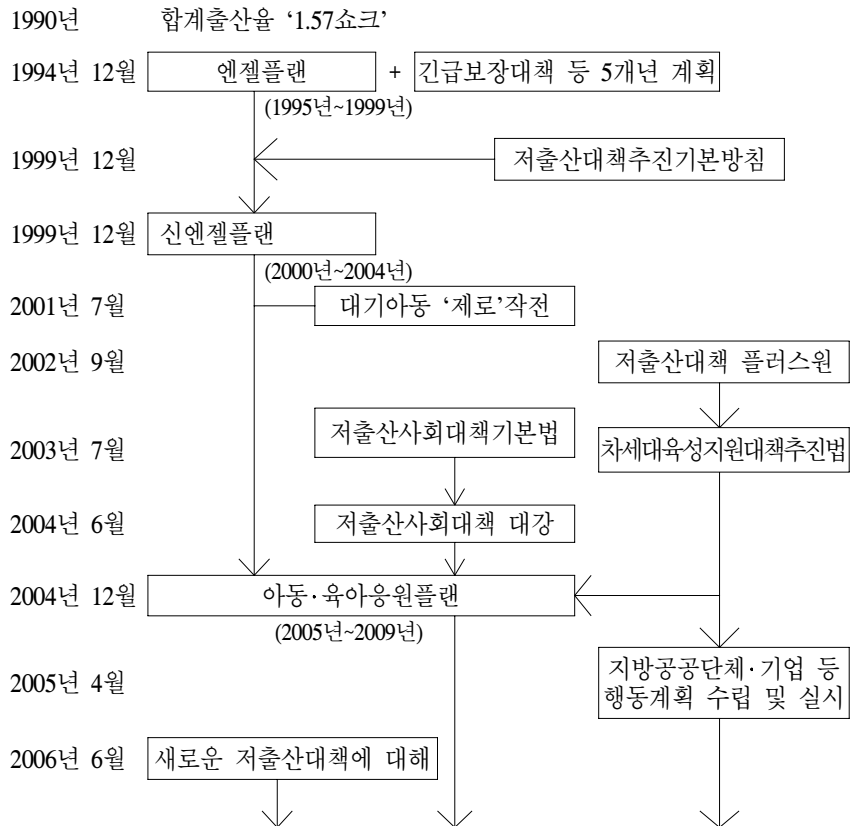 1990년 합계출산율 ‘1.57쇼크’
1994년 12월 엔젤플랜 + 긴급보장대책 등 5개년 계획
(1995년~1999년)
1999년 12월 저출산대책추진기본방침
1999년 12월 신엔젤플랜
(2000년~2004년)
2001년 7월 대기아동 ‘제로’작전
2002년 9월 저출산대책 플러스원
2003년 7월 저출산사회대책기본법 차세대육성지원대책추진법
2004년 6월 저출산사회대책 대강
2004년 12월 아동·육아응원플랜
(2005년~2009년)
2005년 4월 지방공공단체·기업 등
행동계획 수립 및 실시
2006년 6월 새로운 저출산대책에 대해